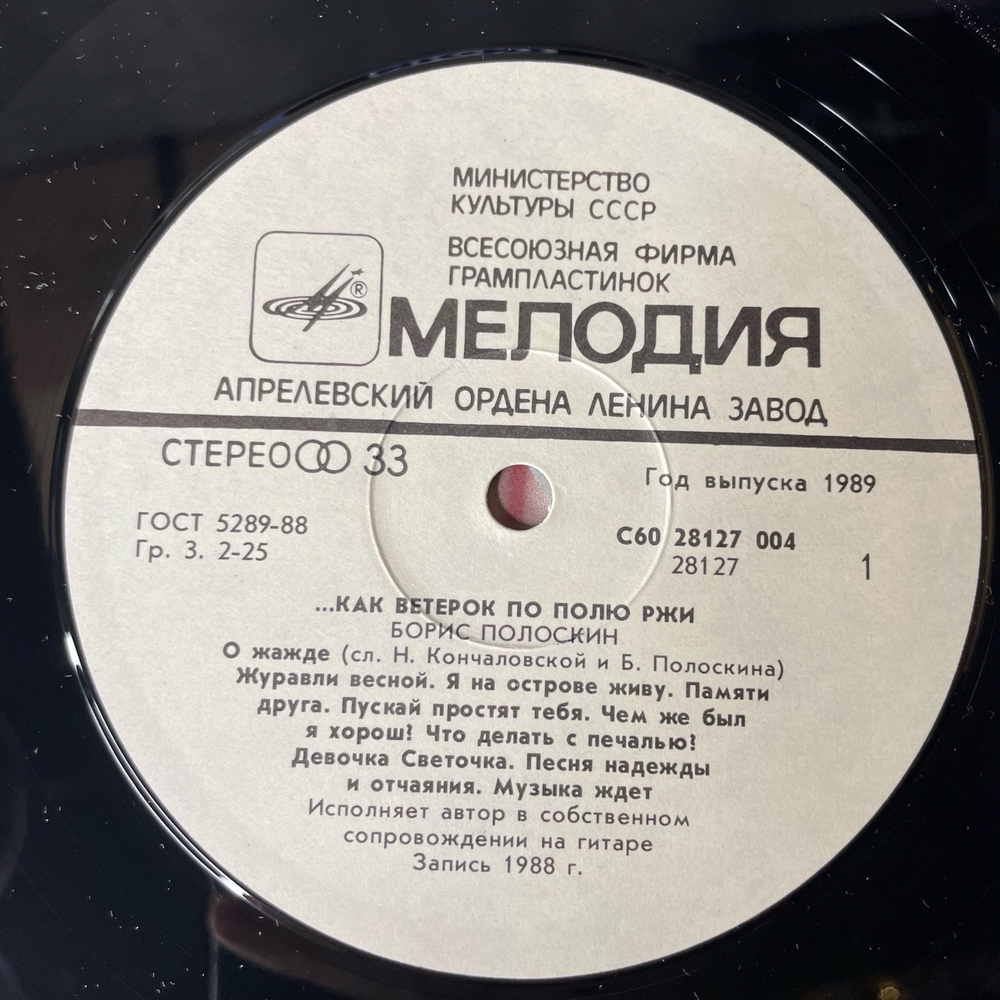 МИНИСТЕРСТВО
КУЛЬТУРЫ СССР
ВСЕСОЮЗНАЯ ФИРМА
ГРАМПЛАСТИНОК
®
МЕЛОДИЯ
АПРЕЛЕВСКИЙ ОРДЕНА ЛЕНИНА ЗАВОД
СТЕРЕО 33
Год выпуска 1989
ГОСТ 5289-88
Гр. 3. 2-25
С60 28127 004
28127
1
...КАК ВЕТЕРОК ПО ПОЛЮ РЖИ
БОРИС ПОЛОСКИН
О жажде (сл. Н. Кончаловской и Б. Полоскина)
Журавли весной. Я на острове живу. Памяти
друга. Пускай простят тебя. Чем же был
я хорош? Что делать с печалью?
Девочка Светочка. Песня надежды
и отчаяния. Музыка ждет
Исполняет автор в собственном
сопровождении на гитаре
Запись 1988 г.